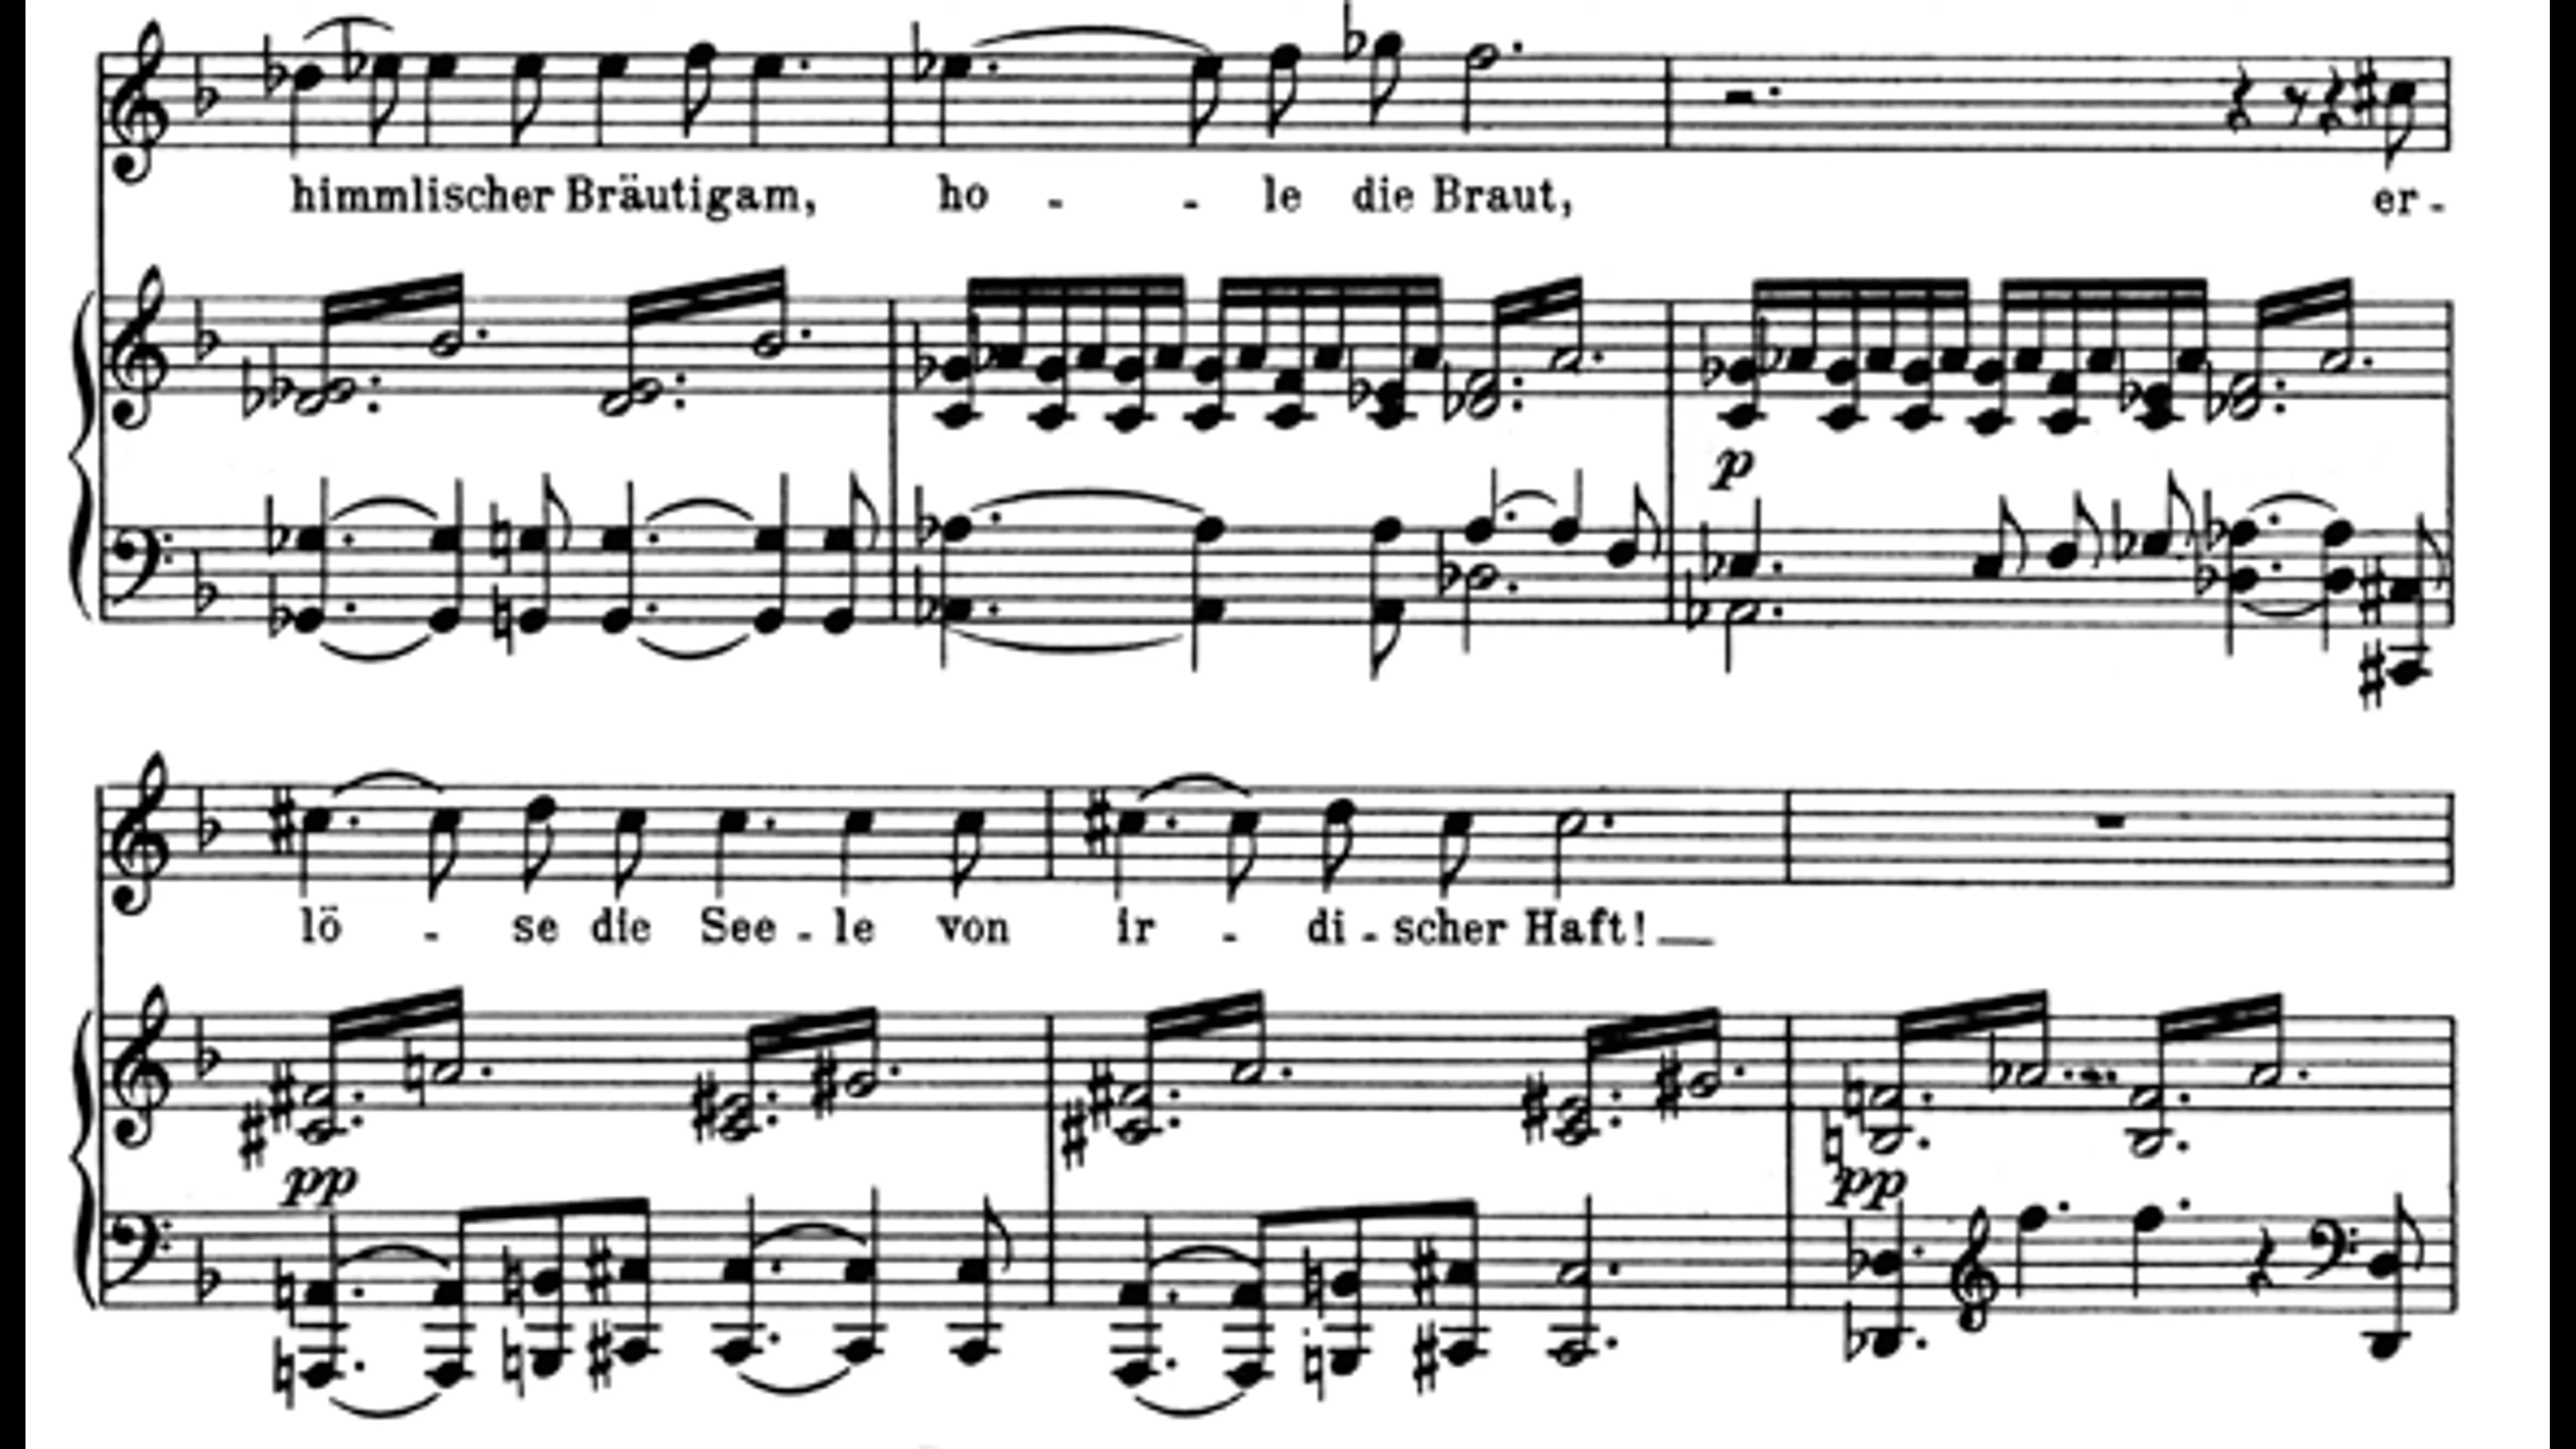 himmlischer Bräutigam, ho - - le die Braut, er -
p
lö - se die See - le von ir - di - scher Haft!
pp pp